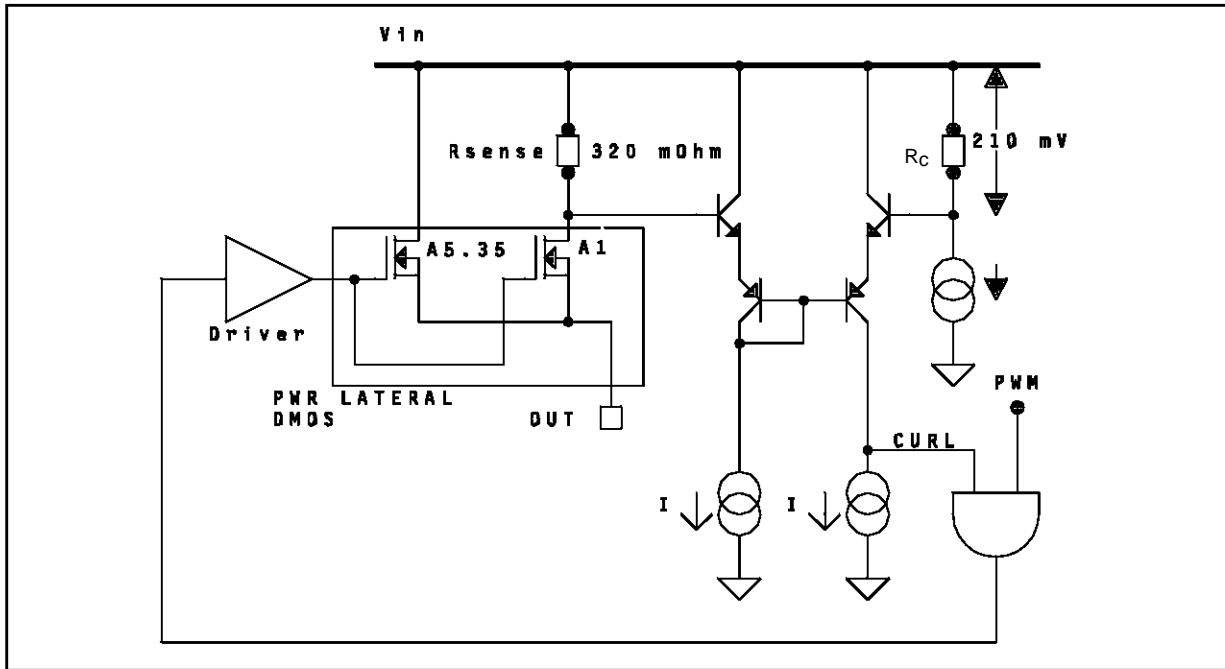 Vin
Rsense 320 mOhm
RC
210 mV
A5.35
A1
Driver
PWR LATERAL
DMOS
OUT
PWM
CURL
I
I